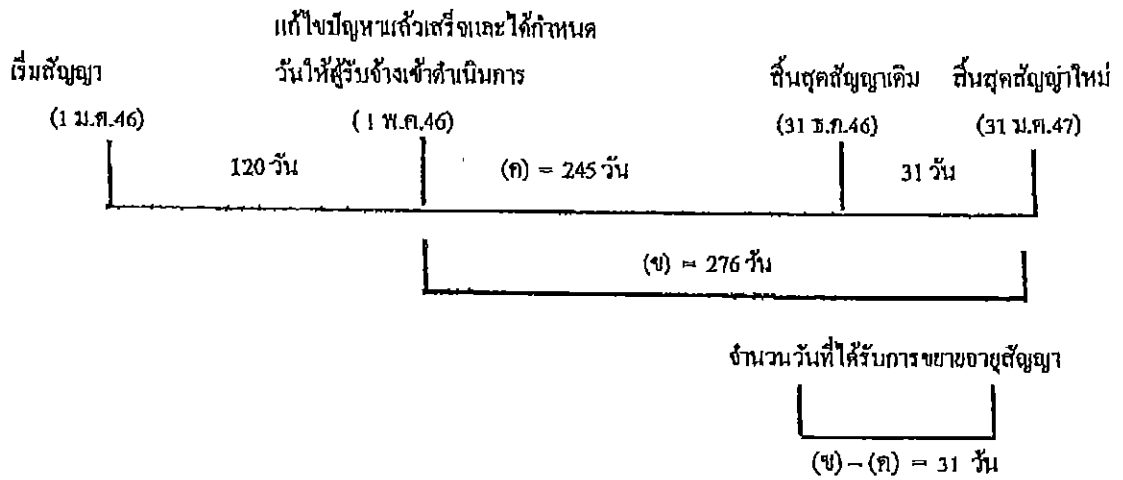 แก้ไขปัญหาแล้วเสร็จและได้กำหนด
วันให้ผู้รับจ้างเข้าดำเนินการ
เริ่มสัญญา
สิ้นสุดสัญญาเดิม
สิ้นสุดสัญญาใหม่
(1 ม.ค.46)
(1 พ.ค.46)
(31 ธ.ค.46)
(31 ม.ค.47)
120 วัน
(ค) = 245 วัน
31 วัน
(ข) = 276 วัน
จำนวนวันที่ได้รับการขยายอายุสัญญา
(ข) – (ค) = 31 วัน